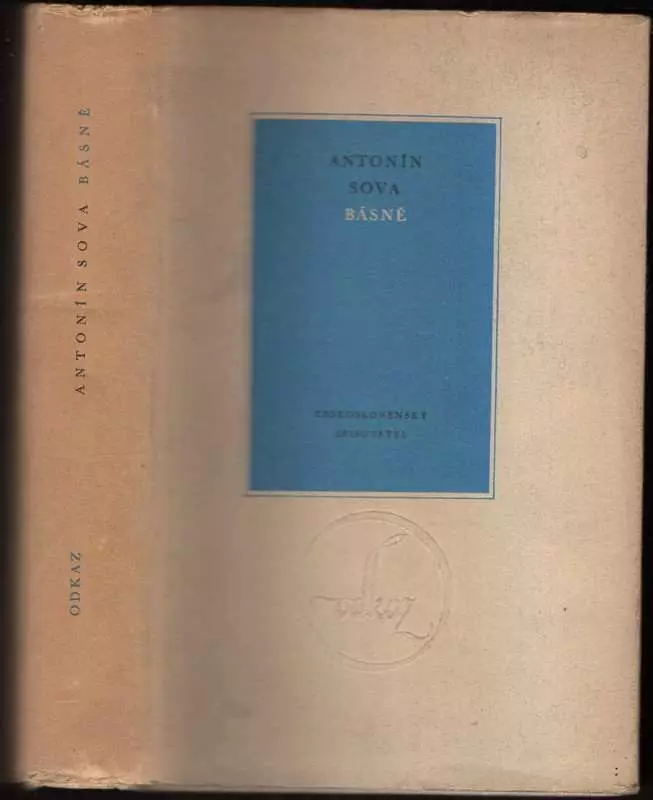 ANTONÍN SOVA BÁSNĚ
ODKAZ
ANTONÍN
SOVA
BÁSNĚ
ČESKOSLOVENSKÝ
SPISOVATEL